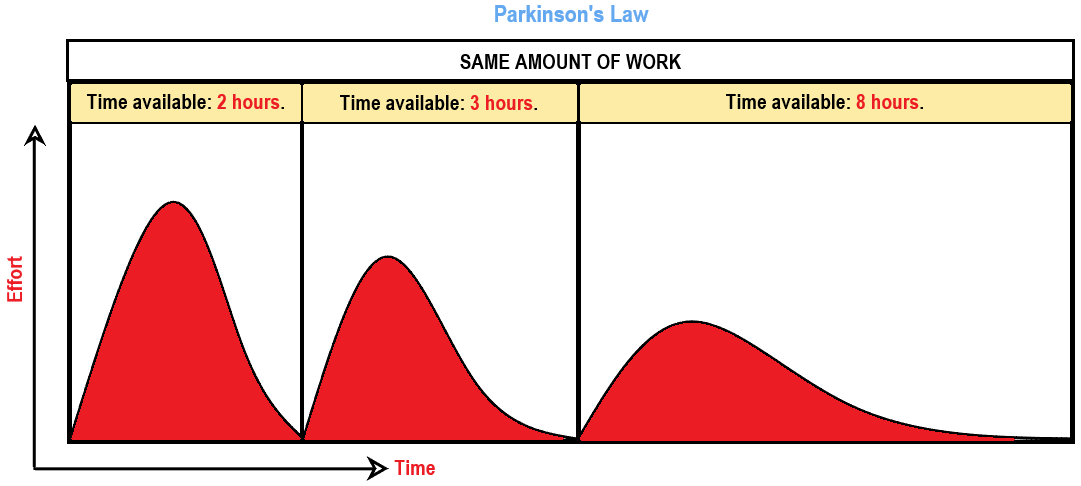 Parkinson's Law
SAME AMOUNT OF WORK
Time available: 2 hours.
Time available: 3 hours.
Time available: 8 hours.
Effort
Time